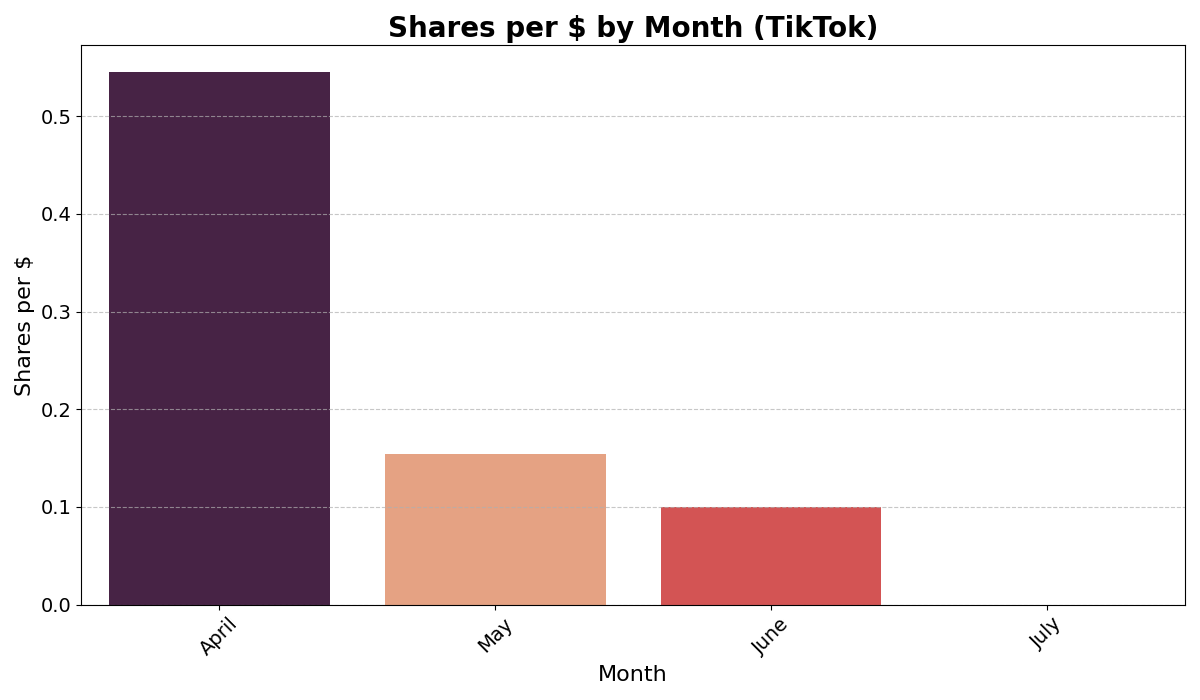 Shares per $ by Month (TikTok)
Shares per $
0.5
0.4
0.3
0.2
0.1
0.0
April
May
June
July
Month